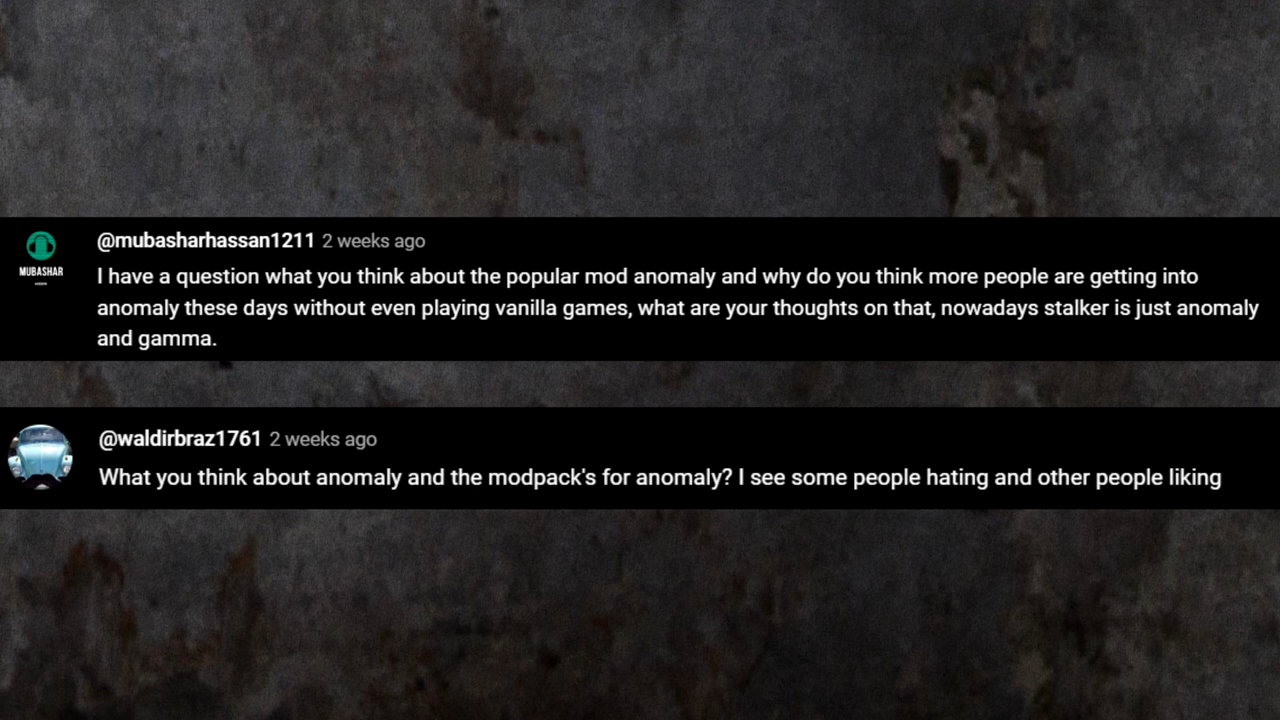 @mubasharhassan1211 2 weeks ago
MUBASHAR
I have a question what you think about the popular mod anomaly and why do you think more people are getting into
anomaly these days without even playing vanilla games, what are your thoughts on that, nowadays stalker is just anomaly
and gamma.
@waldirbraz1761 2 weeks ago
What you think about anomaly and the modpack's for anomaly? I see some people hating and other people liking